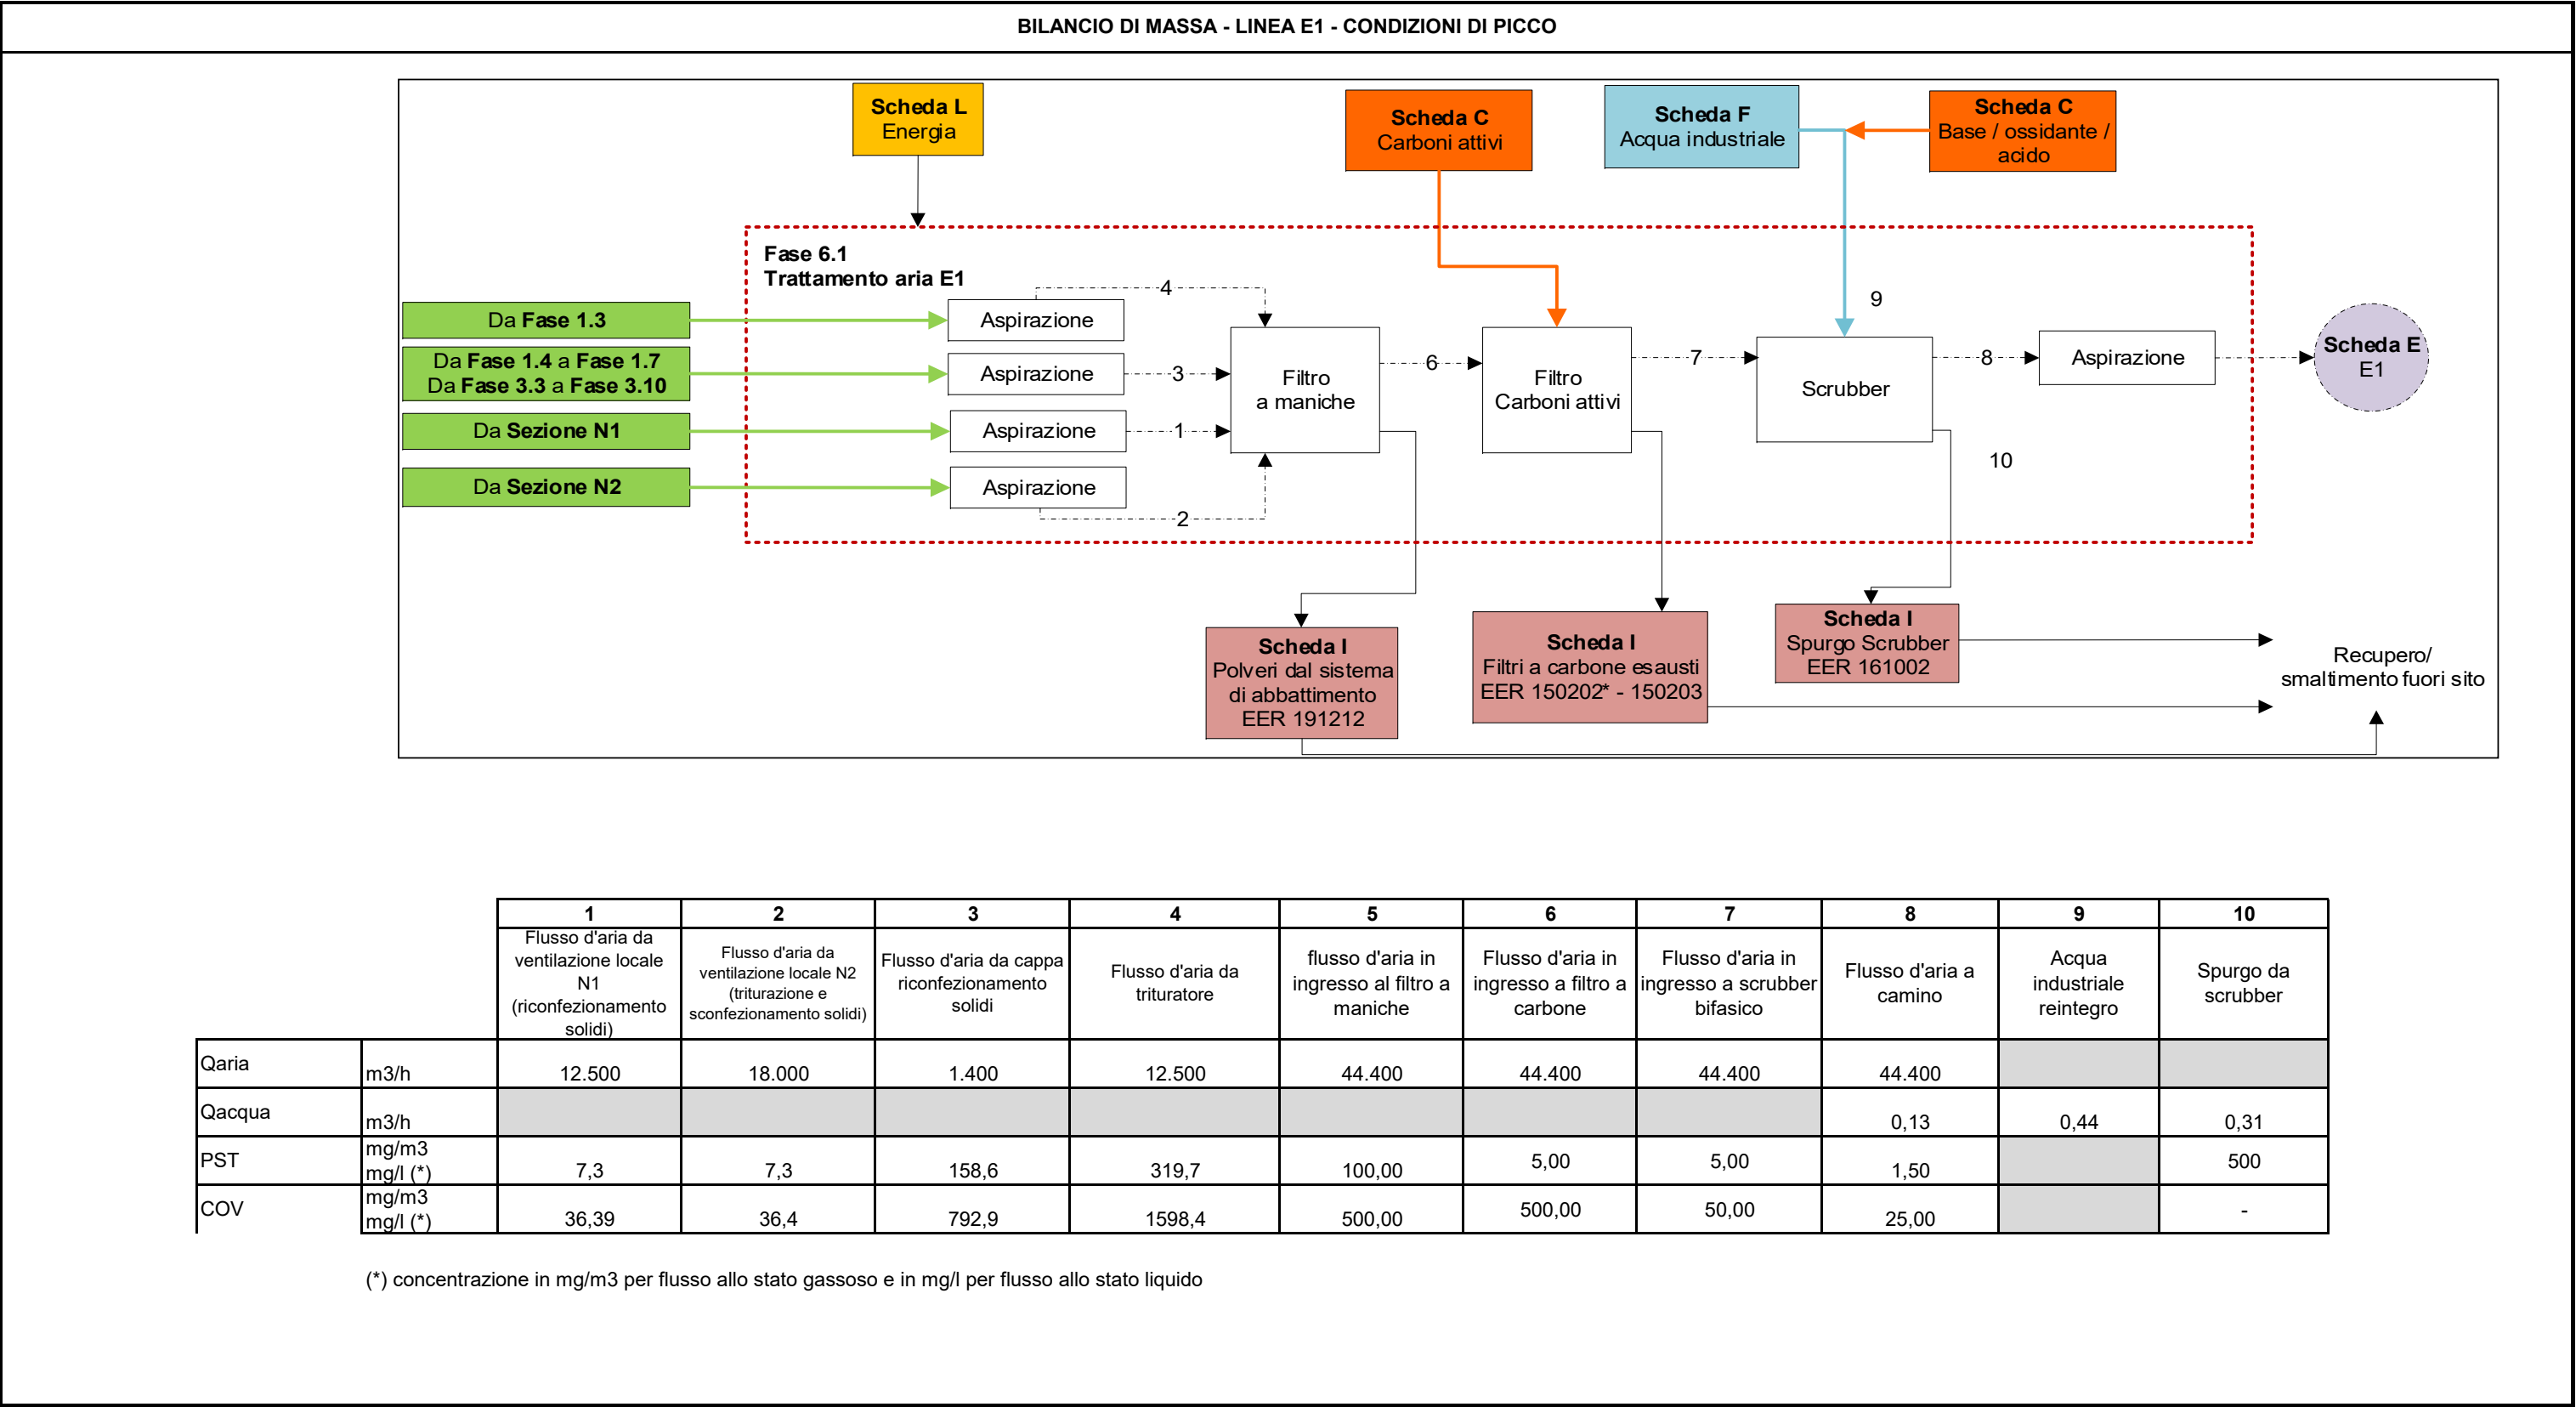 BILANCIO DI MASSA - LINEA E1 - CONDIZIONI DI PICCO
Scheda L
Energia
Scheda C
Carboni attivi
Scheda F
Acqua industriale
Scheda C
Base / ossidante /
acido
Fase 6.1
Trattamento aria E1
Da Fase 1.3
Aspirazione
4
Da Fase 1.4 a Fase 1.7
Da Fase 3.3 a Fase 3.10
Aspirazione
3
Da Sezione N1
Aspirazione
1
Da Sezione N2
Aspirazione
2
Filtro
a maniche
6
Filtro
Carboni attivi
7
9
Scrubber
8
10
Aspirazione
Scheda E
E1
Scheda I
Polveri dal sistema
di abbattimento
EER 191212
Scheda I
Filtri a carbone esausti
EER 150202* - 150203
Scheda I
Spurgo Scrubber
EER 161002
Recupero/
smaltimento fuori sito
1 2 3 4 5 6 7 8 9 10
Flusso d'aria da
ventilazione locale
N1
(riconfezionamento
solidi)
Flusso d'aria da
ventilazione locale N2
(triturazione e
sconfezionamento solidi)
Flusso d'aria da cappa
riconfezionamento
solidi
Flusso d'aria da
trituratore
flusso d'aria in
ingresso al filtro a
maniche
Flusso d'aria in
ingresso a filtro a
carbone
Flusso d'aria in
ingresso a scrubber
bifasico
Flusso d'aria a
camino
Acqua
industriale
reintegro
Spurgo da
scrubber
Qaria m3/h 12.500 18.000 1.400 12.500 44.400 44.400 44.400 44.400
Qacqua m3/h 0,13 0,44 0,31
PST mg/m3
mg/l (*) 7,3 7,3 158,6 319,7 100,00 5,00 5,00 1,50 500
COV mg/m3
mg/l (*) 36,39 36,4 792,9 1598,4 500,00 500,00 50,00 25,00 -
(*) concentrazione in mg/m3 per flusso allo stato gassoso e in mg/l per flusso allo stato liquido